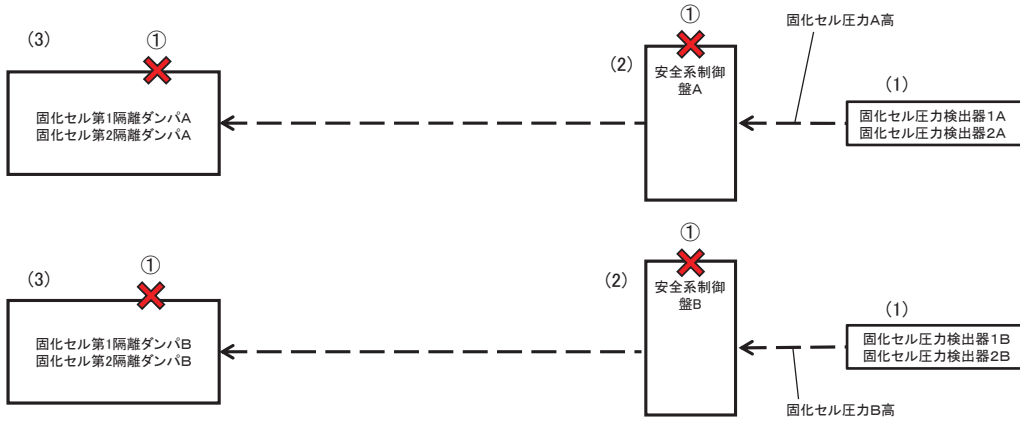 固化セル圧力A高
(3)
①
①
(2)
安全系制御
盤A
(1)
固化セル第1隔離ダンパA
固化セル第2隔離ダンパA
固化セル圧力検出器1A
固化セル圧力検出器2A
(3)
①
①
(2)
安全系制御
盤B
(1)
固化セル第1隔離ダンパB
固化セル第2隔離ダンパB
固化セル圧力検出器1B
固化セル圧力検出器2B
固化セル圧力B高